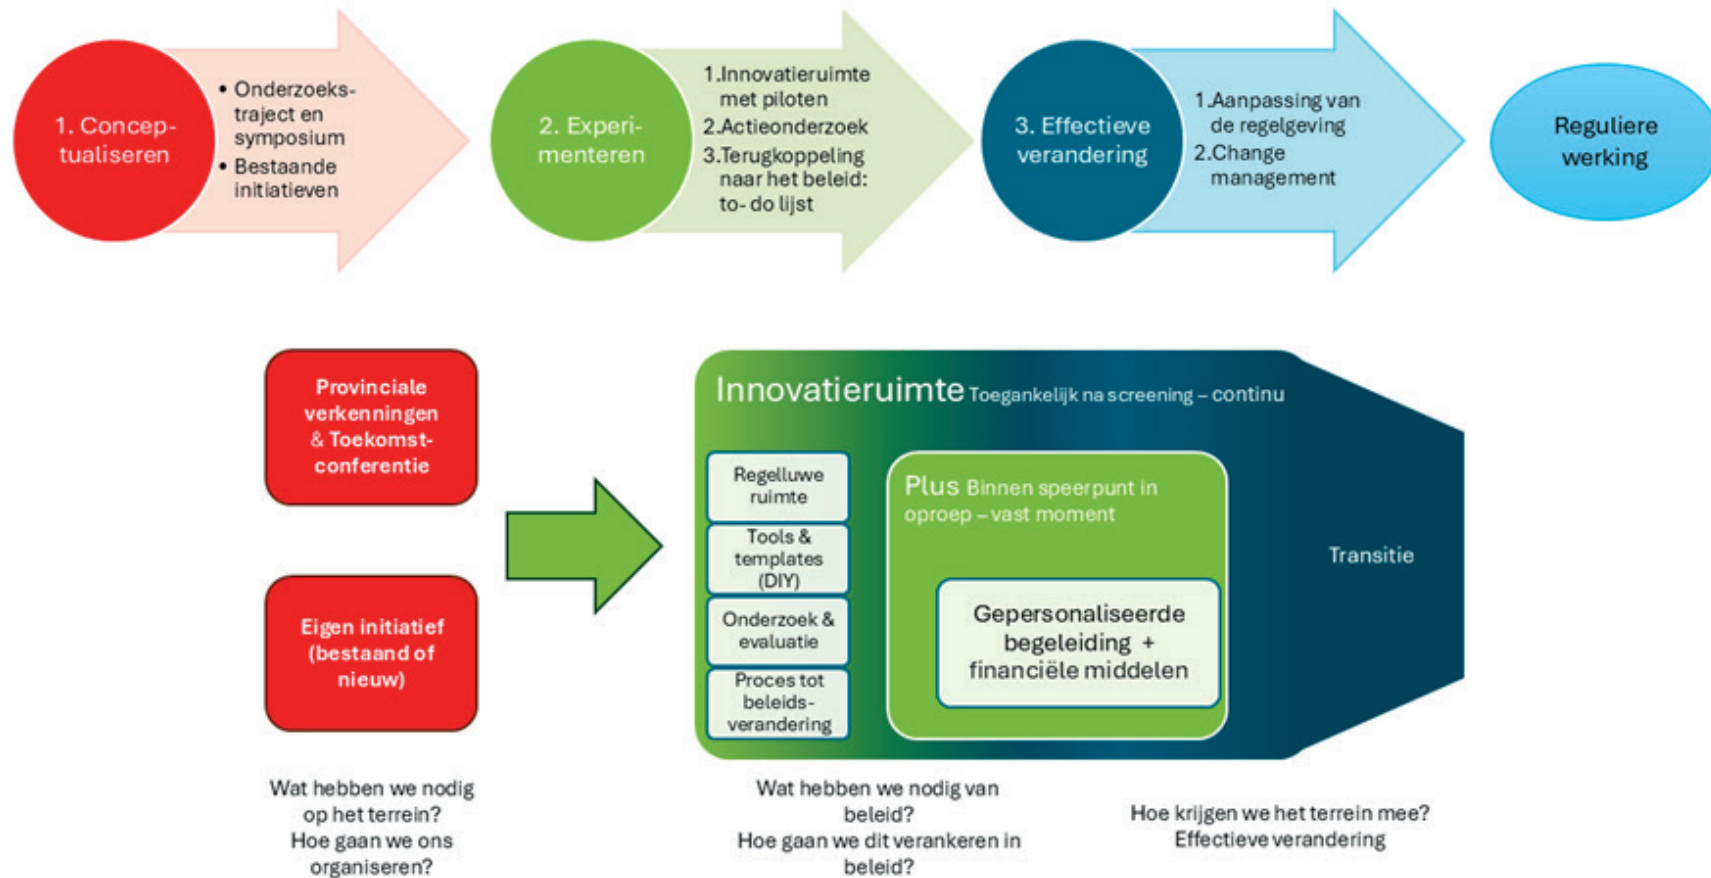 1. Concep-
tualiseren
• Onderzoeks-
traject en
symposium
• Bestaande
initiatieven
2. Experi-
menteren
1.Innovatieruimte
met piloten
2.Actieonderzoek
3.Terugkoppeling
naar het beleid:
to- do lijst
3. Effectieve
verandering
1.Aanpassing van
de regelgeving
2.Change
management
Reguliere
werking
Provinciale
verkenningen
& Toekomst-
conferentie
Eigen initiatief
(bestaand of
nieuw)
Wat hebben we nodig
op het terrein?
Hoe gaan we ons
organiseren?
Innovatieruimte Toegankelijk na screening – continu
Regelluwe
ruimte
Tools &
templates
(DIY)
Onderzoek &
evaluatie
Proces tot
beleids-
verandering
Plus Binnen speerpunt in
oproep – vast moment
Gepersonaliseerde
begeleiding +
financiële middelen
Transitie
Wat hebben we nodig van
beleid?
Hoe gaan we dit verankeren in
beleid?
Hoe krijgen we het terrein mee?
Effectieve verandering